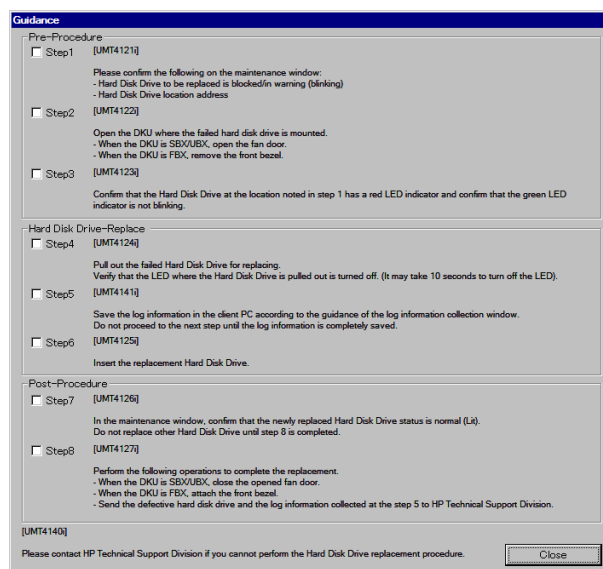 Guidance
Pre-Procedure
Step1 [UMT4121i]
Please confirm the following on the maintenance window:
- Hard Disk Drive to be replaced is blocked/in warning (blinking)
- Hard Disk Drive location address
Step2 [UMT4122i]
Open the DKU where the failed hard disk drive is mounted.
- When the DKU is SBX/UBX, open the fan door.
- When the DKU is FBX, remove the front bezel.
Step3 [UMT4123i]
Confirm that the Hard Disk Drive at the location noted in step 1 has a red LED indicator and confirm that the green LED
indicator is not blinking.
Hard Disk Drive-Replace
Step4 [UMT4124i]
Pull out the failed Hard Disk Drive for replacing.
Verify that the LED where the Hard Disk Drive is pulled out is turned off. (It may take 10 seconds to turn off the LED).
Step5 [UMT4141i]
Save the log information in the client PC according to the guidance of the log information collection window.
Do not proceed to the next step until the log information is completely saved.
Step6 [UMT4125i]
Insert the replacement Hard Disk Drive.
Post-Procedure
Step7 [UMT4126i]
In the maintenance window, confirm that the newly replaced Hard Disk Drive status is normal (Lit).
Do not replace other Hard Disk Drive until step 8 is completed.
Step8 [UMT4127i]
Perform the following operations to complete the replacement.
- When the DKU is SBX/UBX, close the opened fan door.
- When the DKU is FBX, attach the front bezel.
- Send the defective hard disk drive and the log information collected at the step 5 to HP Technical Support Division.
[UMT4140i]
Please contact HP Technical Support Division if you cannot perform the Hard Disk Drive replacement procedure.
Close